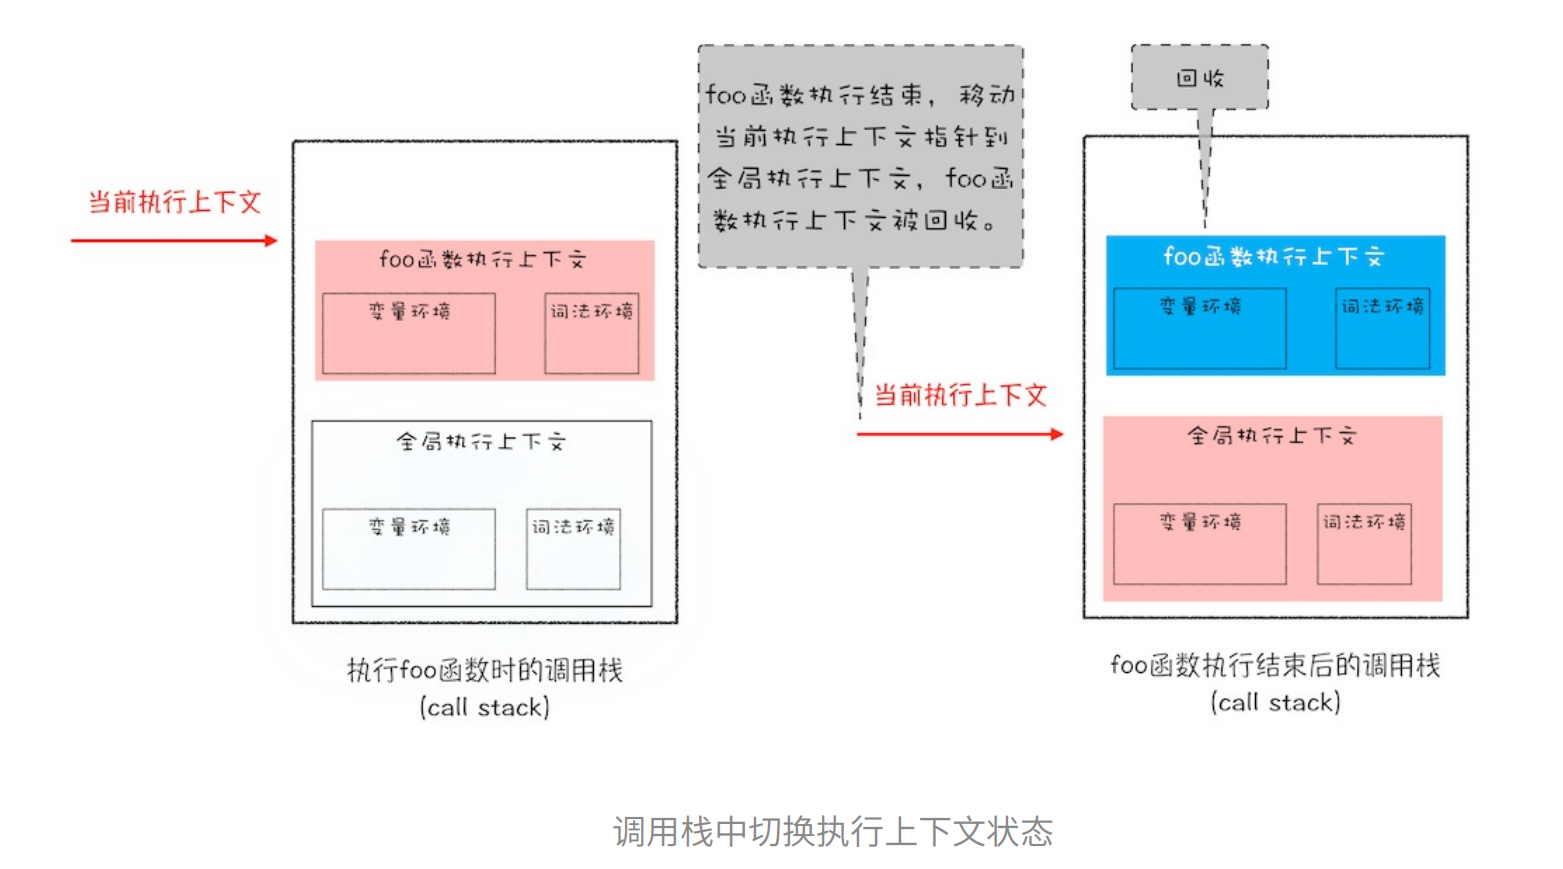 当前执行上下文
foo函数执行上下文
变量环境
词法环境
全局执行上下文
变量环境
词法环境
执行foo函数时的调用栈
(call stack)
foo函数执行结束，移动
当前执行上下文指针到
全局执行上下文，foo函
数执行上下文被回收。
当前执行上下文
回收
foo函数执行上下文
变量环境
词法环境
全局执行上下文
变量环境
词法环境
foo函数执行结束后的调用栈
(call stack)
调用栈中切换执行上下文状态